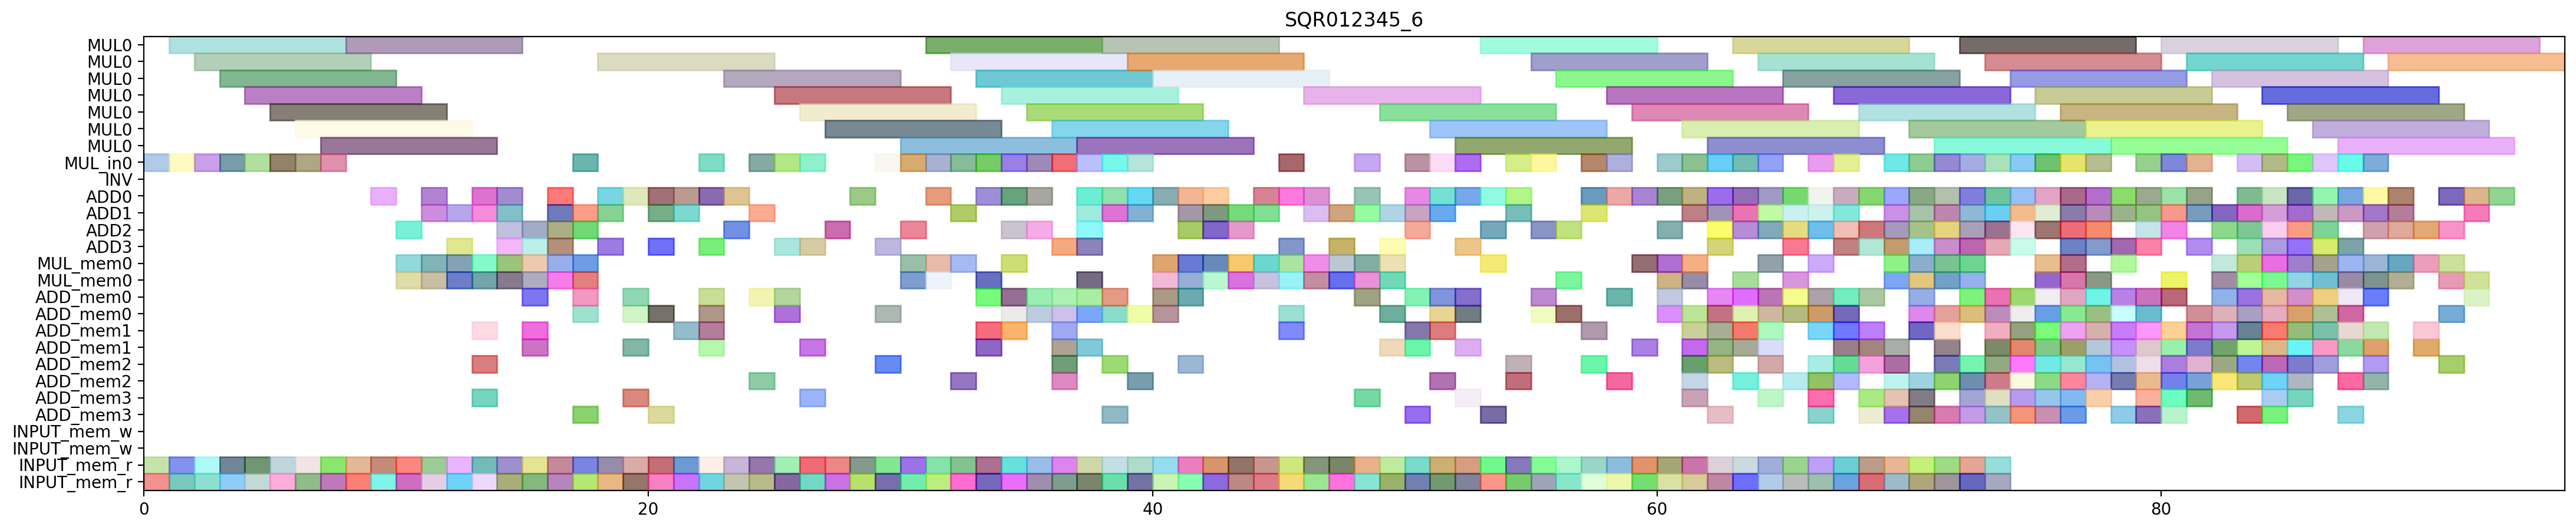 SQR012345_6
MUL0
MUL0
MUL0
MUL0
MUL0
MUL0
MUL0
MUL_in0
INV
ADD0
ADD1
ADD2
ADD3
MUL_mem0
MUL_mem0
ADD_mem0
ADD_mem0
ADD_mem1
ADD_mem1
ADD_mem2
ADD_mem2
ADD_mem3
ADD_mem3
INPUT_mem_w
INPUT_mem_w
INPUT_mem_r
INPUT_mem_r
0 20 40 60 80